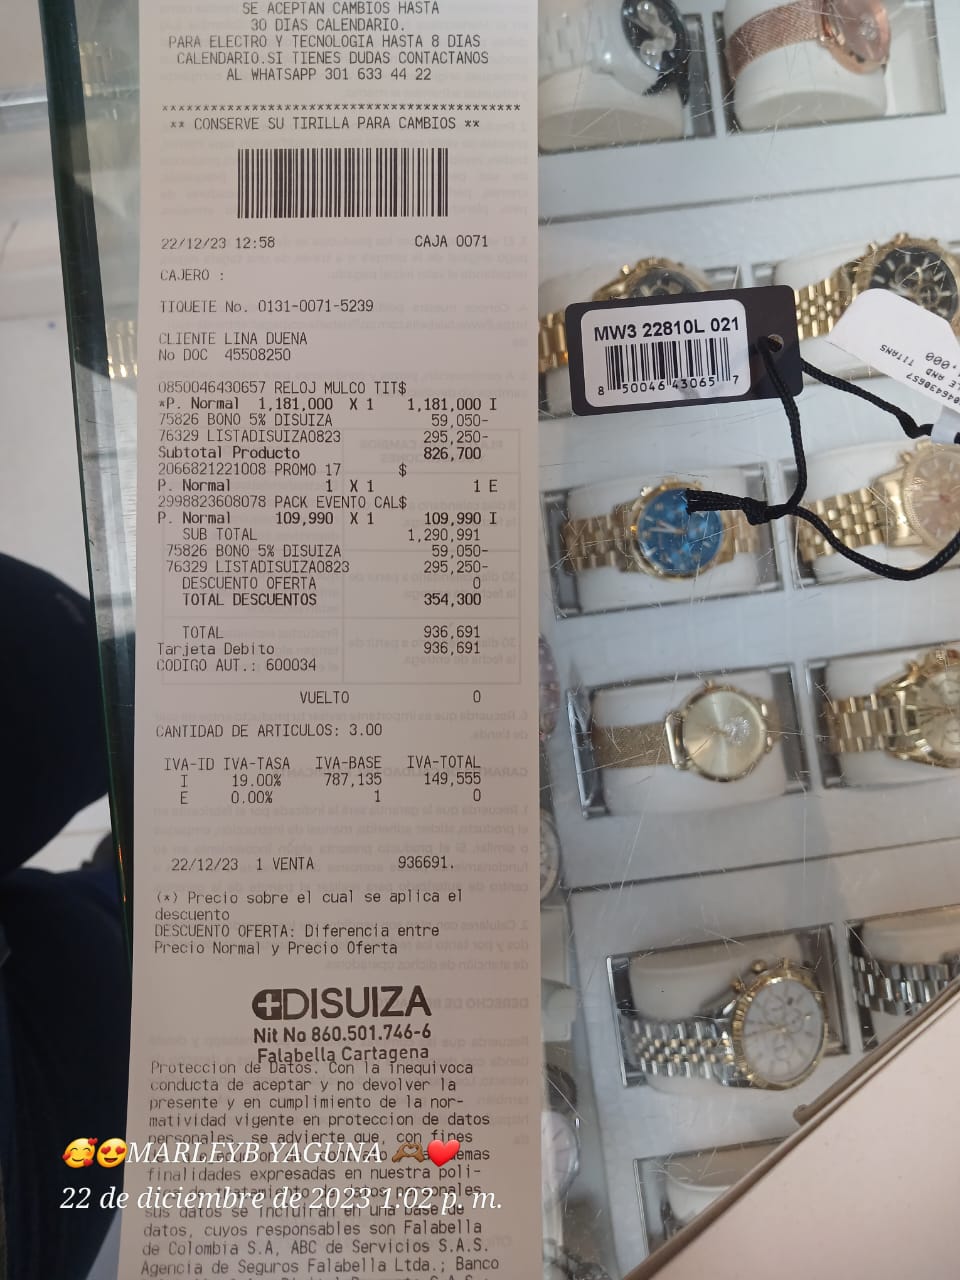 SE ACEPTAN CAMBIOS HASTA
30 DIAS CALENDARIO.
PARA ELECTRO Y TECNOLOGIA HASTA 8 DIAS
CALENDARIO.SI TIENES DUDAS CONTACTANOS
AL WHATSAPP 301 633 44 22
** CONSERVE SU TIRILLA PARA CAMBIOS **
22/12/23 12:58 CAJA 0071
CAJERO :
TIQUETE No. 0131-0071-5239
CLIENTE LINA DUENA
No DOC 45508250
0850046430657 RELOJ MULCO TIT$
*P. Normal 1,181,000 X 1 1,181,000 I
75826 BONO 5% DISUIZA 59,050-
76329 LISTADISUIZA0823 295,250-
Subtotal Producto 826,700
2066821221008 PROMO 17 $
P. Normal 1 X 1 1 E
2998823608078 PACK EVENTO CAL$
P. Normal 109,990 X 1 109,990 I
SUB TOTAL 1,290,991
75826 BONO 5% DISUIZA 59,050-
76329 LISTADISUIZA0823 295,250-
DESCUENTO OFERTA 0
TOTAL DESCUENTOS 354,300
TOTAL 936,691
Tarjeta Debito 936,691
CODIGO AUT.: 600034
VUELTO 0
CANTIDAD DE ARTICULOS: 3.00
IVA-ID IVA-TASA IVA-BASE IVA-TOTAL
I 19.00% 787,135 149,555
E 0.00% 1 0
22/12/23 1 VENTA 936691.
(*) Precio sobre el cual se aplica el
descuento
DESCUENTO OFERTA: Diferencia entre
Precio Normal y Precio Oferta
DISUIZA
Nit No 860.501.746-6
Falabella Cartagena
Proteccion de Datos. Con la inequivoca
conducta de aceptar y no devolver la
presente y en cumplimiento de la nor-
matividad vigente en proteccion de datos
personales, se advierte que, con fines
finalidades expresadas en nuestra poli-
sus datos se incluiran en una base de
datos, cuyos responsables son Falabella
de Colombia S.A, ABC de Servicios S.A.S.
Agencia de Seguros Falabella Ltda.; Banco
MW3 22810L 021
8 50046 43065 7
🥰😍MARLEYB YAGUNA 🫶🏽❤️
22 de diciembre de 2023 1.02 p. m.